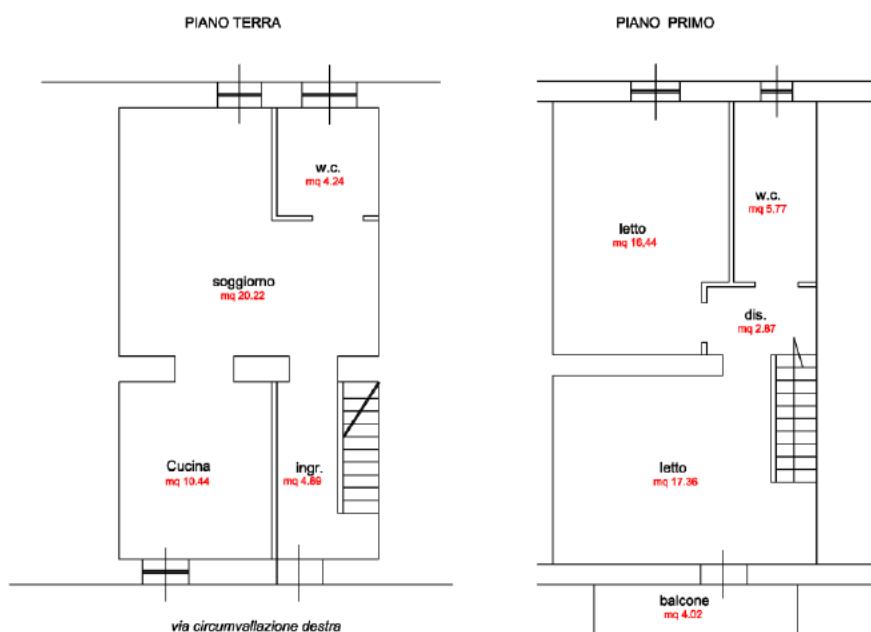 PIANO TERRA
w.c.
mq 4.24
soggiorno
mq 20.22
Cucina
mq 10.44
ingr.
mq 4.89
via circumvallazione destra
PIANO PRIMO
letto
mq 16,44
w.c.
mq 5,77
dis.
mq 2.87
letto
mq 17.36
balcone
mq 4.02